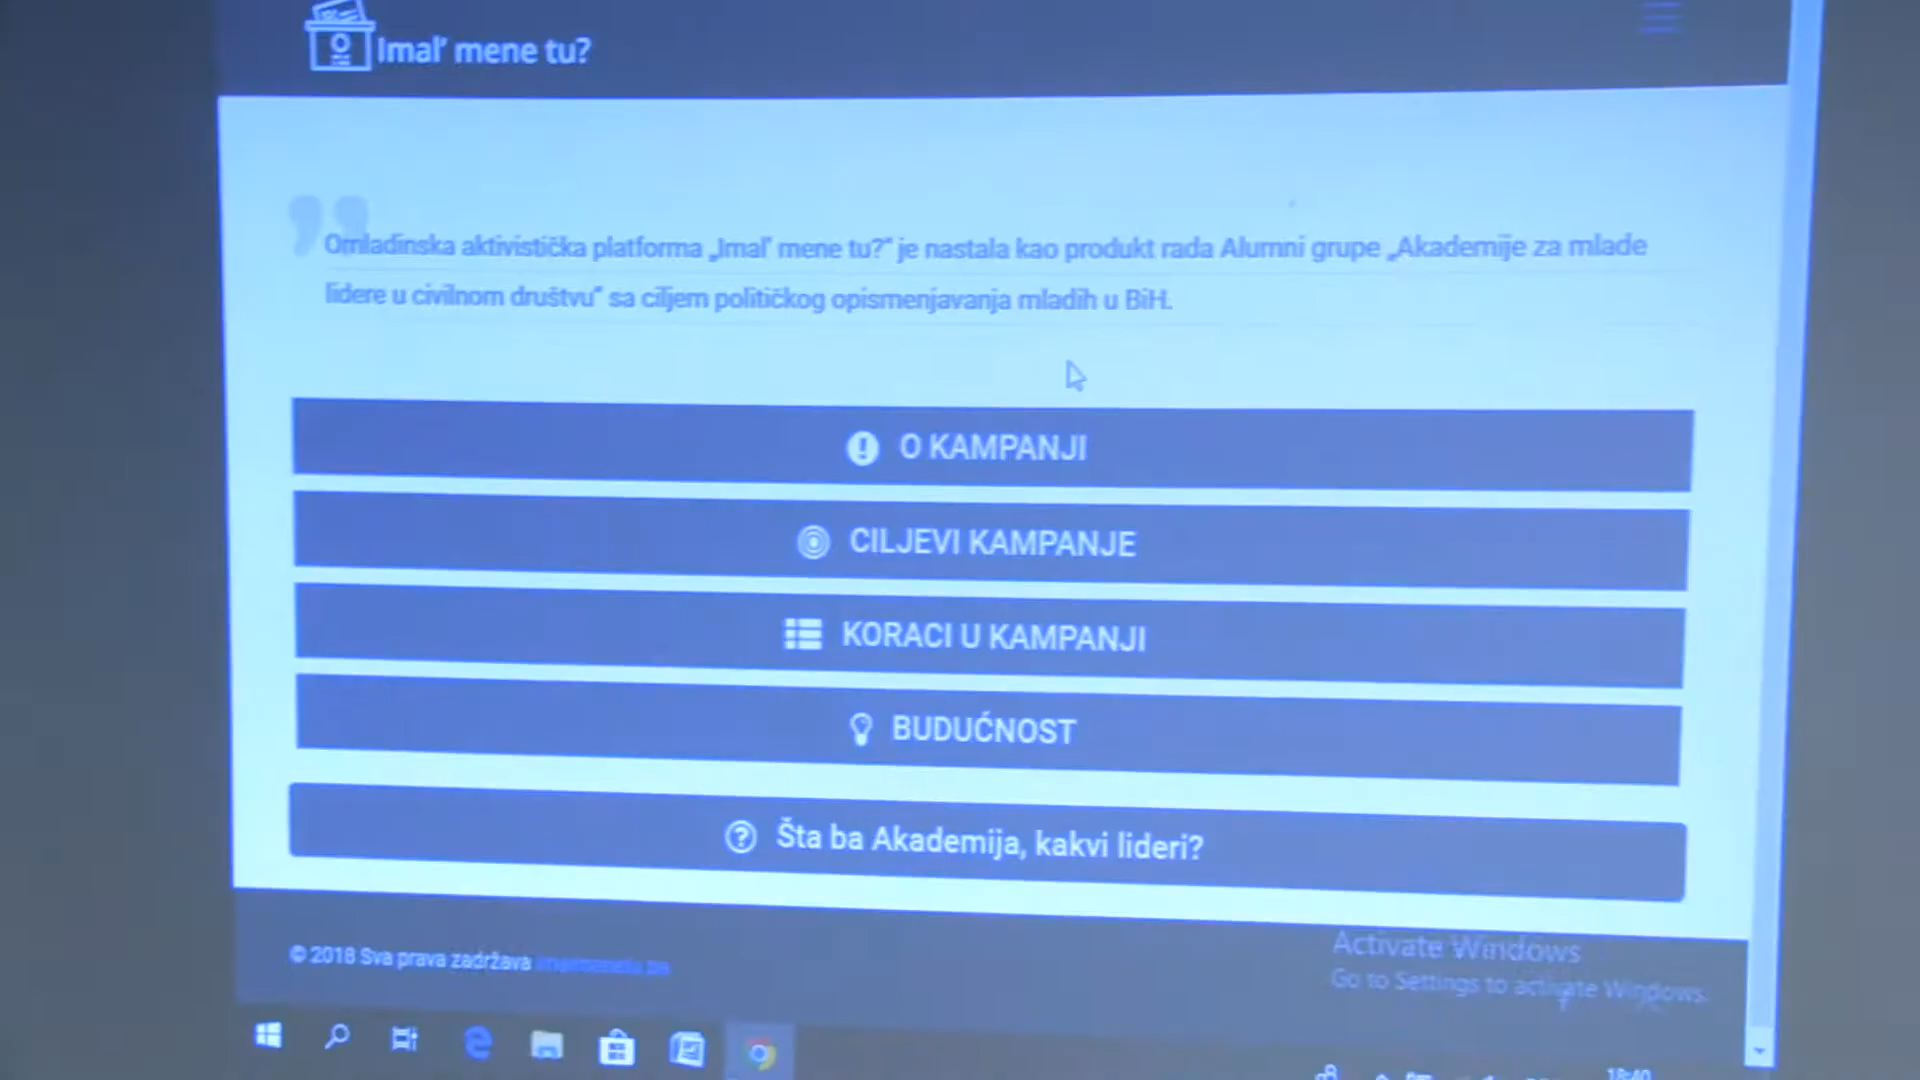 Imal' mene tu?
Omladinska aktivistička platforma „Imal' mene tu?" je nastala kao produkt rada Alumni grupe „Akademije za mlade
lidere u civilnom društvu" sa ciljem političkog opismenjavanja mladih u BiH.
O KAMPANJI
CILJEVI KAMPANJE
KORACI U KAMPANJI
BUDUĆNOST
Šta ba Akademija, kakvi lideri?
© 2018 Sva prava zadržava
Activate Windows
Go to Settings to activate Windows.
18:40